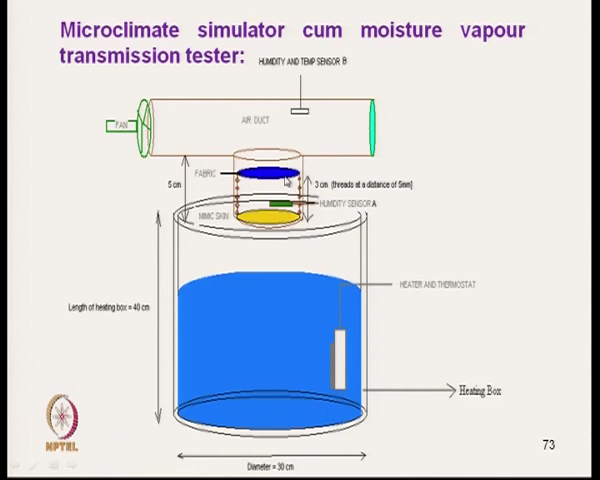 Microclimate simulator cum moisture vapour
transmission tester:
HUMIDITY AND TEMP SENSOR B
FAN
AIR DUCT
FABRIC
5 cm
3 cm (threads at a distance of 5mm)
HUMIDITY SENSOR A
MIMIC SKIN
HEATER AND THERMOSTAT
Length of heating box = 40 cm
Heating Box
NPTEL
73
Diameter = 30 cm